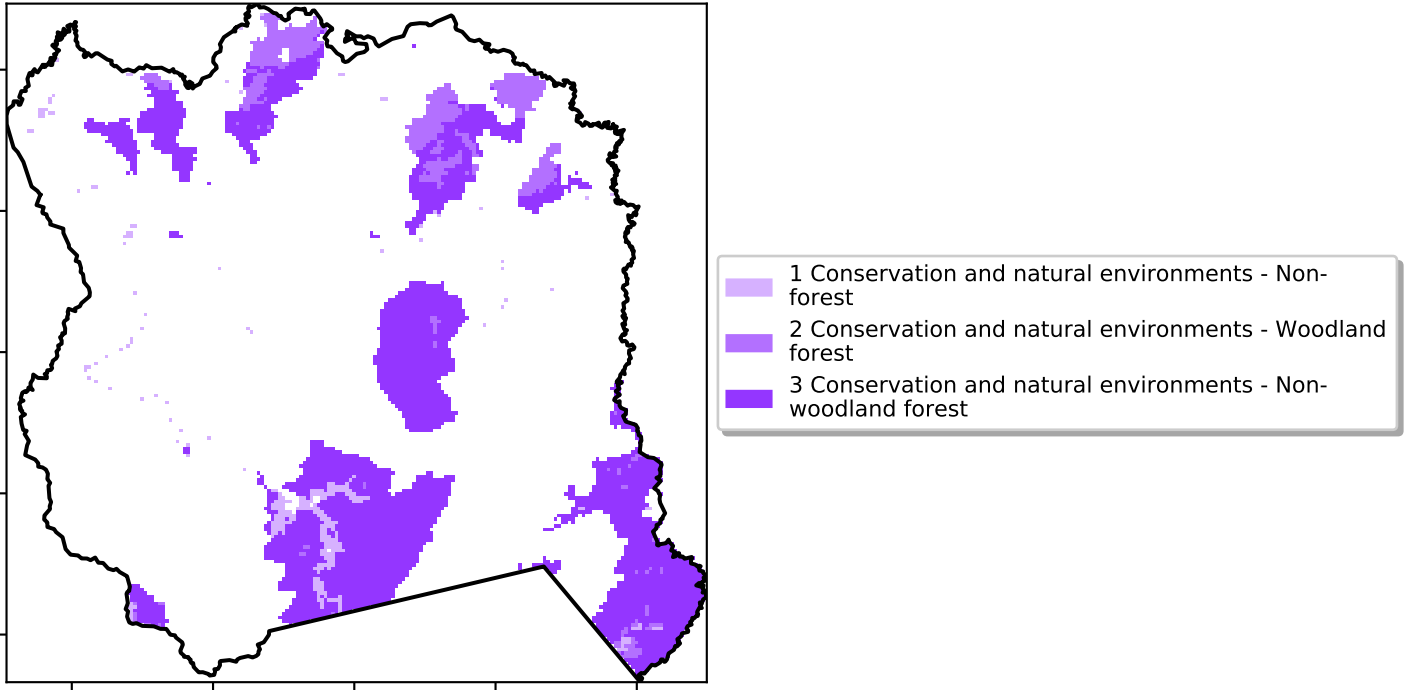 1 Conservation and natural environments - Non-
forest
2 Conservation and natural environments - Woodland
forest
3 Conservation and natural environments - Non-
woodland forest